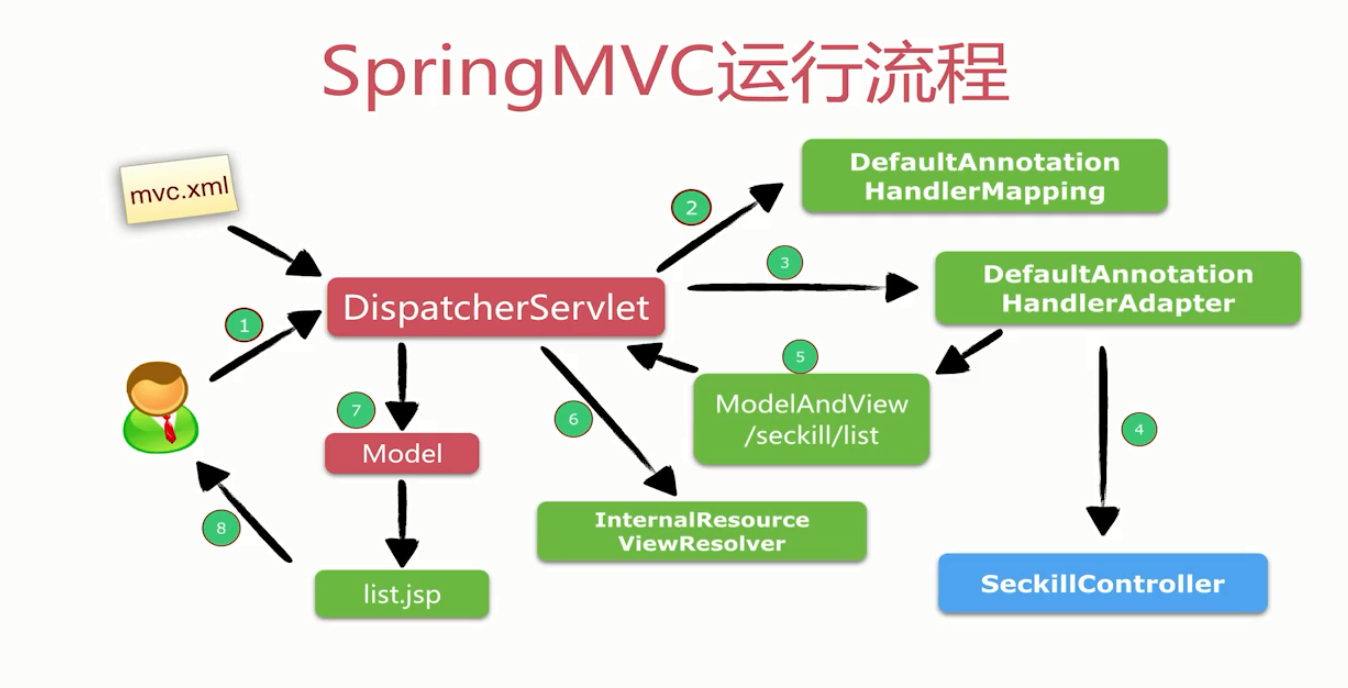 SpringMVC运行流程
mvc.xml
DefaultAnnotation
HandlerMapping
2
3
DefaultAnnotation
HandlerAdapter
DispatcherServlet
1
5
ModelAndView
/seckill/list
7
6
4
Model
InternalResource
ViewResolver
8
list.jsp
SeckillController